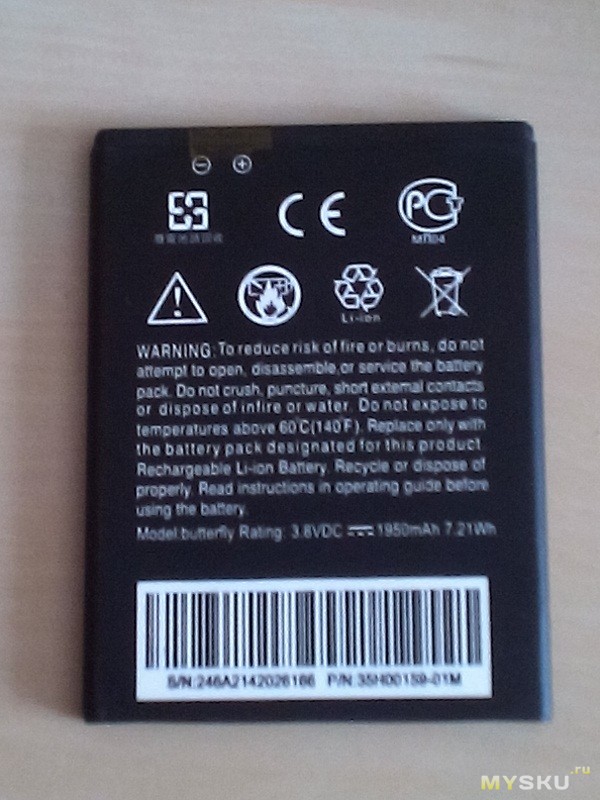 CE
PCT
МП04
Li-ion
WARNING: To reduce risk of fire or burns, do not
attempt to open, disassemble,or service the battery
pack. Do not crush, puncture, short external contacts
or dispose of infire or water. Do not expose to
temperatures above 60°C(140°F). Replace only with
the battery pack designated for this product.
Rechargeable Li-ion Battery. Recycle or dispose of
properly. Read instructions in operating guide before
using the battery.
Model:butterfly Rating: 3.8VDC 1950mAh 7.21Wh
S/N:246A2142026166 P/N:35H00159-01M
MYSKU.ru